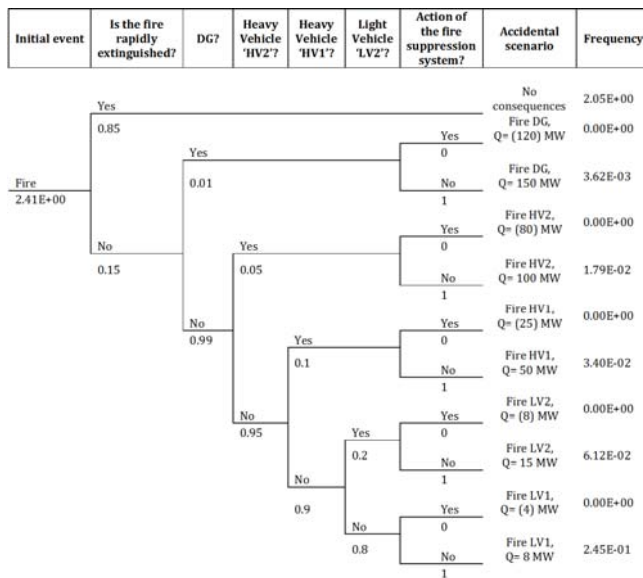 Initial event
Is the fire
rapidly
extinguished?
DG?
Heavy
Vehicle
'HV2'?
Heavy
Vehicle
'HV1'?
Light
Vehicle
'LV2'?
Action of
the fire
suppression
system?
Accidental
scenario
Frequency
Yes
0.85
No
consequences
2.05E+00
Fire
2.41E+00
Yes
0.01
Yes
0
Fire DG,
Q= (120) MW
0.00E+00
No
1
Fire DG,
Q= 150 MW
3.62E-03
No
0.15
Yes
0.05
Yes
0
Fire HV2,
Q= (80) MW
0.00E+00
No
1
Fire HV2,
Q= 100 MW
1.79E-02
No
0.99
Yes
0.1
Yes
0
Fire HV1,
Q= (25) MW
0.00E+00
No
1
Fire HV1,
Q= 50 MW
3.40E-02
No
0.95
Yes
0.2
Yes
0
Fire LV2,
Q= (8) MW
0.00E+00
No
1
Fire LV2,
Q= 15 MW
6.12E-02
No
0.9
No
0.8
Yes
0
Fire LV1,
Q= (4) MW
0.00E+00
No
1
Fire LV1,
Q= 8 MW
2.45E-01